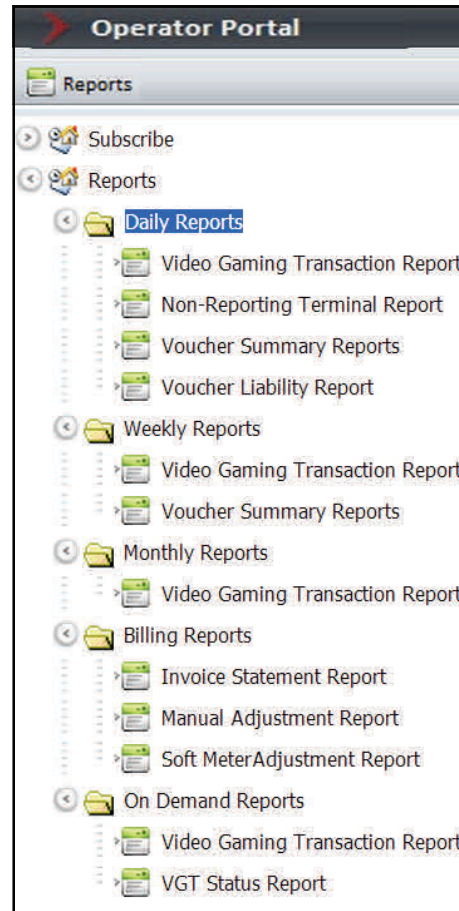 Operator Portal
Reports
Subscribe
Reports
Daily Reports
Video Gaming Transaction Report
Non-Reporting Terminal Report
Voucher Summary Reports
Voucher Liability Report
Weekly Reports
Video Gaming Transaction Report
Voucher Summary Reports
Monthly Reports
Video Gaming Transaction Report
Billing Reports
Invoice Statement Report
Manual Adjustment Report
Soft MeterAdjustment Report
On Demand Reports
Video Gaming Transaction Report
VGT Status Report